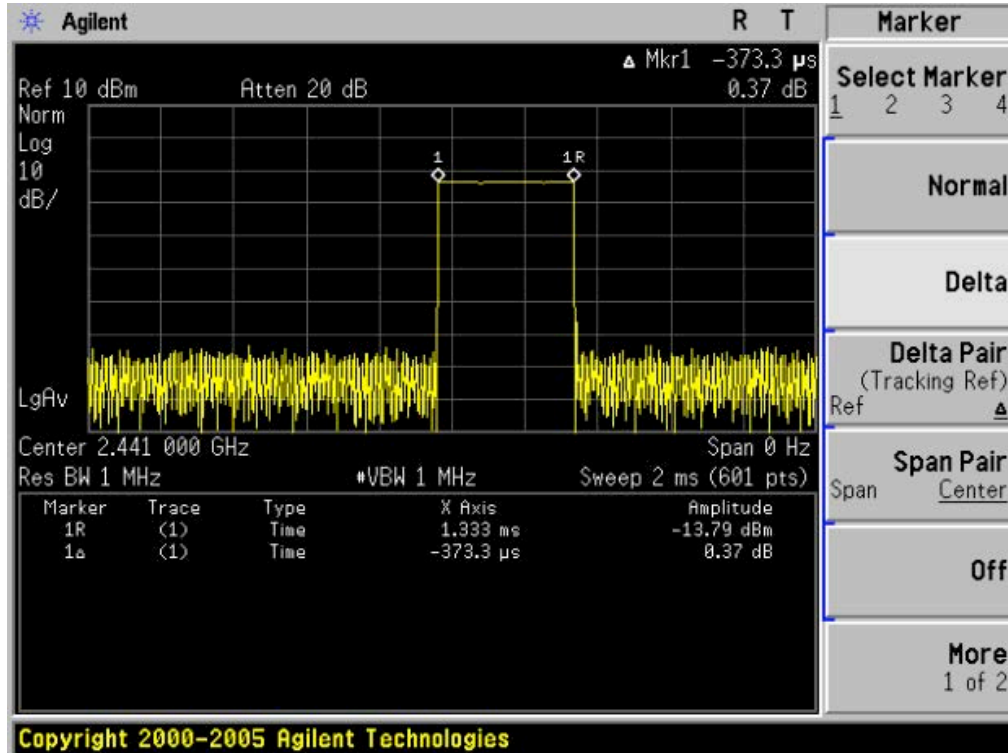 Agilent R T
Δ Mkr1 -373.3 µs
Ref 10 dBm Atten 20 dB 0.37 dB
Norm
Log
10
dB/
1 1R
LgAv
Center 2.441 000 GHz Span 0 Hz
Res BW 1 MHz #VBW 1 MHz Sweep 2 ms (601 pts)
Marker Trace Type X Axis Amplitude
1R (1) Time 1.333 ms -13.79 dBm
1Δ (1) Time -373.3 µs 0.37 dB
Marker
Select Marker
1 2 3 4
Normal
Delta
Delta Pair
(Tracking Ref)
Ref Δ
Span Pair
Span Center
Off
More
1 of 2
Copyright 2000-2005 Agilent Technologies